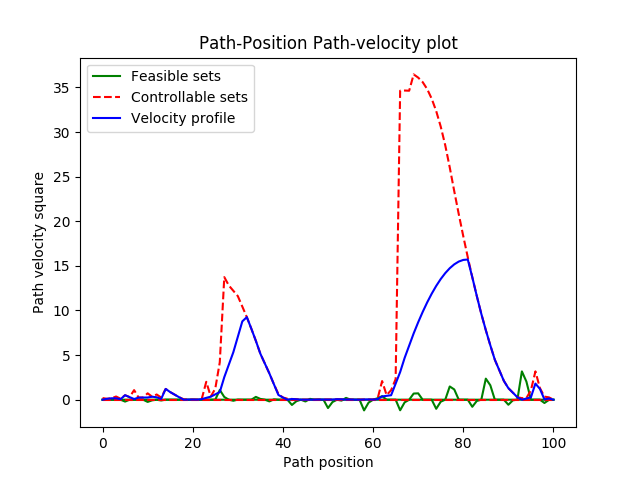 Path-Position Path-velocity plot
Feasible sets
Controllable sets
Velocity profile
35
30
25
20
15
10
5
0
Path velocity square
0 20 40 60 80 100
Path position